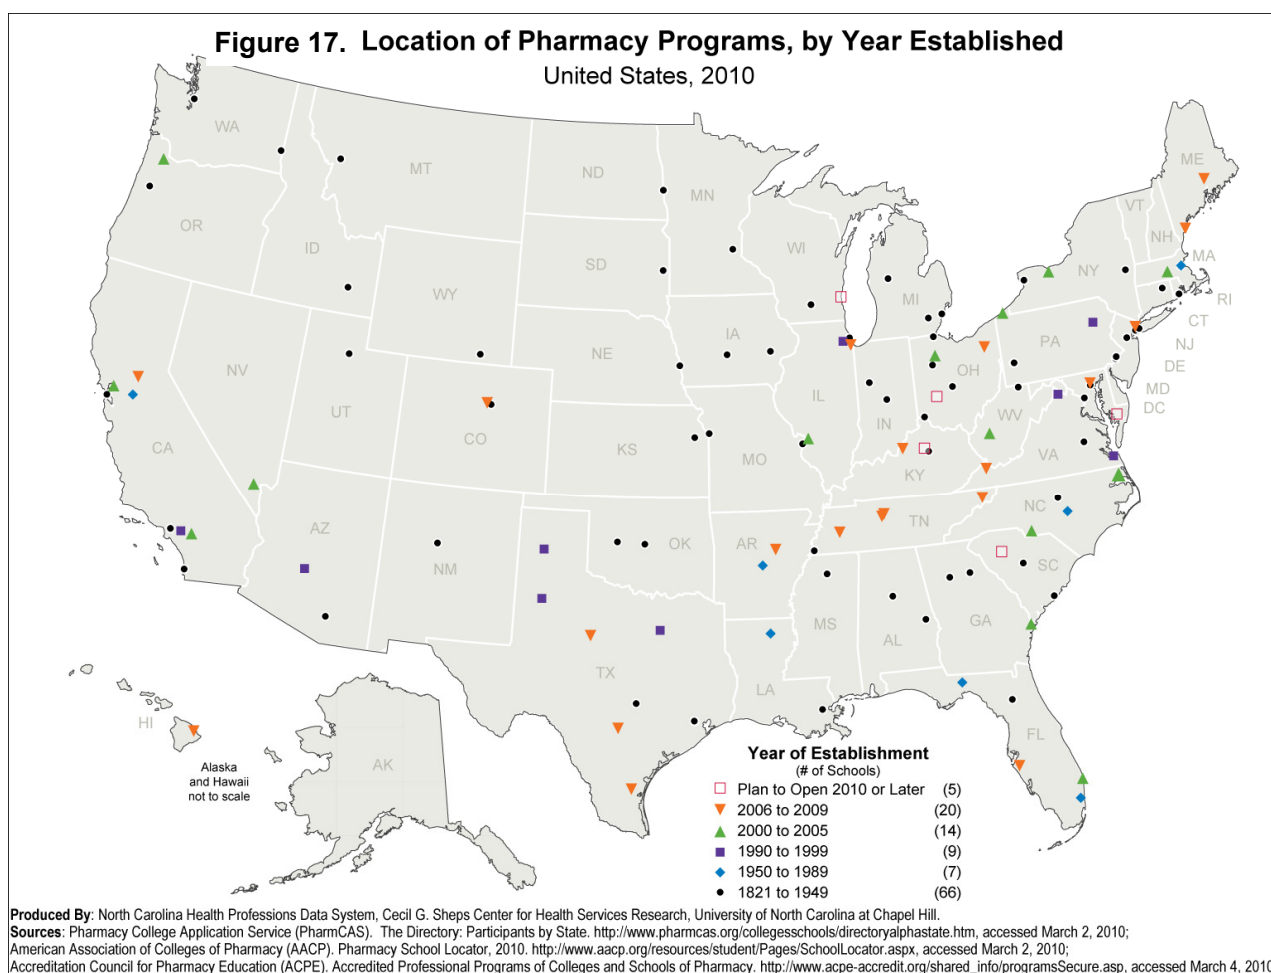 Figure 17. Location of Pharmacy Programs, by Year Established
United States, 2010
WA
MT
ND
MN
ME
VT
NH
OR
ID
SD
WI
MI
NY
MA
RI
WY
IA
PA
CT
NJ
NV
NE
OH
DE
UT
IL
IN
WV
MD
DC
CA
CO
KS
MO
KY
VA
AZ
NM
OK
AR
TN
NC
SC
MS
AL
GA
TX
LA
HI
AK
FL
Alaska
and Hawaii
not to scale
Year of Establishment
(# of Schools)
Plan to Open 2010 or Later (5)
2006 to 2009 (20)
2000 to 2005 (14)
1990 to 1999 (9)
1950 to 1989 (7)
1821 to 1949 (66)
Produced By: North Carolina Health Professions Data System, Cecil G. Sheps Center for Health Services Research, University of North Carolina at Chapel Hill.
Sources: Pharmacy College Application Service (PharmCAS). The Directory: Participants by State. http://www.pharmcas.org/collegesschools/directoryalphastate.htm, accessed March 2, 2010;
American Association of Colleges of Pharmacy (AACP). Pharmacy School Locator, 2010. http://www.aacp.org/resources/student/Pages/SchoolLocator.aspx, accessed March 2, 2010;
Accreditation Council for Pharmacy Education (ACPE). Accredited Professional Programs of Colleges and Schools of Pharmacy. http://www.acpe-accredit.org/shared_info/programsSecure.asp, accessed March 4, 2010